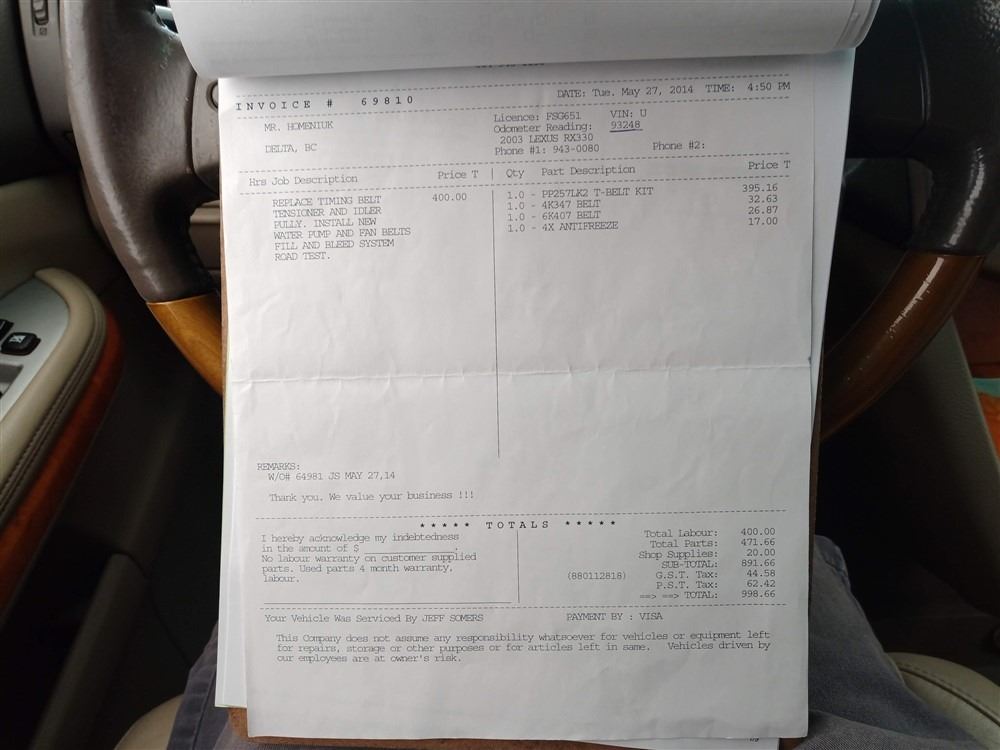 INVOICE # 69810 DATE: Tue. May 27, 2014 TIME: 4:50 PM
MR. HOMENIUK Licence: FSG651 VIN: U
Odometer Reading: 93248
DELTA, BC 2003 LEXUS RX330
Phone #1: 943-0080 Phone #2:
Hrs Job Description Price T | Qty Part Description Price T
REPLACE TIMING BELT 400.00 1.0 - PP257LK2 T-BELT KIT 395.16
TENSIONER AND IDLER 1.0 - 4K347 BELT 32.63
PULLY. INSTALL NEW 1.0 - 6K407 BELT 26.87
WATER PUMP AND FAN BELTS 1.0 - 4X ANTIFREEZE 17.00
FILL AND BLEED SYSTEM
ROAD TEST.
REMARKS:
W/O# 64981 JS MAY 27,14
Thank you. We value your business !!!
* * * * * T O T A L S * * * * *
I hereby acknowledge my indebtedness Total Labour: 400.00
in the amount of $ __________. Total Parts: 471.66
No labour warranty on customer supplied Shop Supplies: 20.00
parts. Used parts 4 month warranty, SUB-TOTAL: 891.66
labour. (880112818) G.S.T. Tax: 44.58
P.S.T. Tax: 62.42
==> ==> TOTAL: 998.66
Your Vehicle Was Serviced By JEFF SOMERS PAYMENT BY : VISA
This Company does not assume any responsibility whatsoever for vehicles or equipment left
for repairs, storage or other purposes or for articles left in same. Vehicles driven by
our employees are at owner's risk.